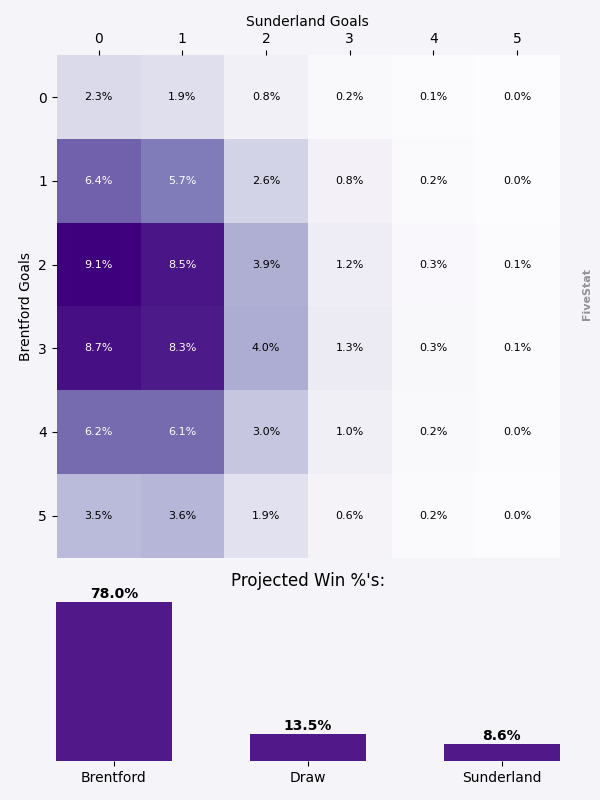 Sunderland Goals
0 1 2 3 4 5
0 2.3% 1.9% 0.8% 0.2% 0.1% 0.0%
1 6.4% 5.7% 2.6% 0.8% 0.2% 0.0%
2 9.1% 8.5% 3.9% 1.2% 0.3% 0.1%
3 8.7% 8.3% 4.0% 1.3% 0.3% 0.1%
4 6.2% 6.1% 3.0% 1.0% 0.2% 0.0%
5 3.5% 3.6% 1.9% 0.6% 0.2% 0.0%
Brentford Goals
FiveStat
Projected Win %'s:
78.0% 13.5% 8.6%
Brentford Draw Sunderland